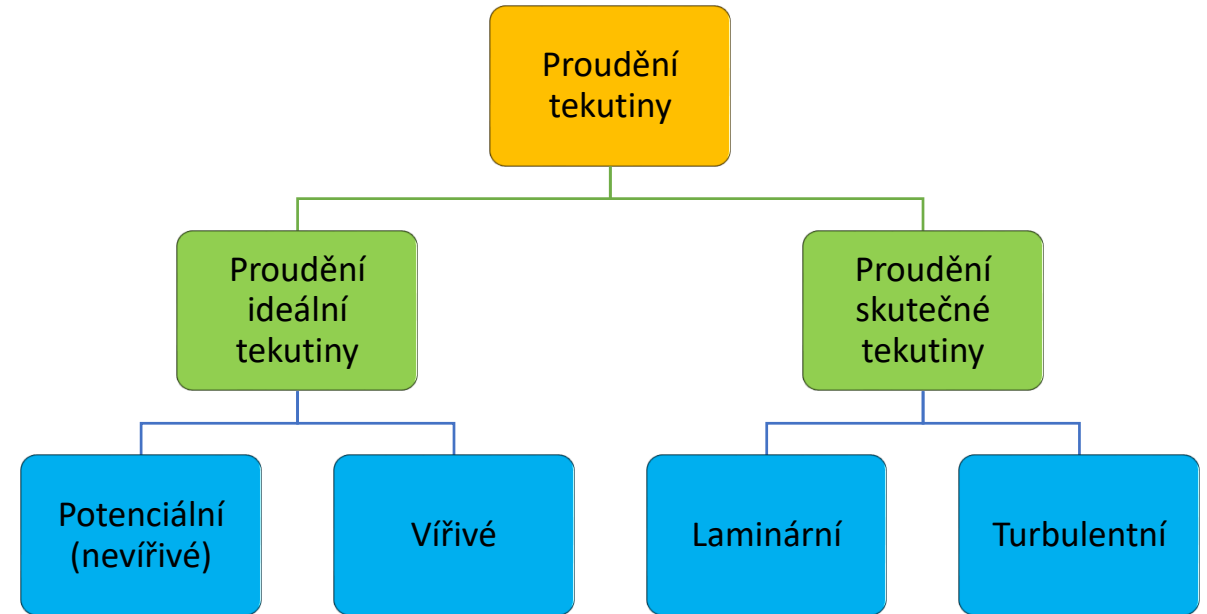 Proudění
tekutiny
Proudění
ideální
tekutiny
Proudění
skutečné
tekutiny
Potenciální
(nevířivé)
Vířivé
Laminární
Turbulentní